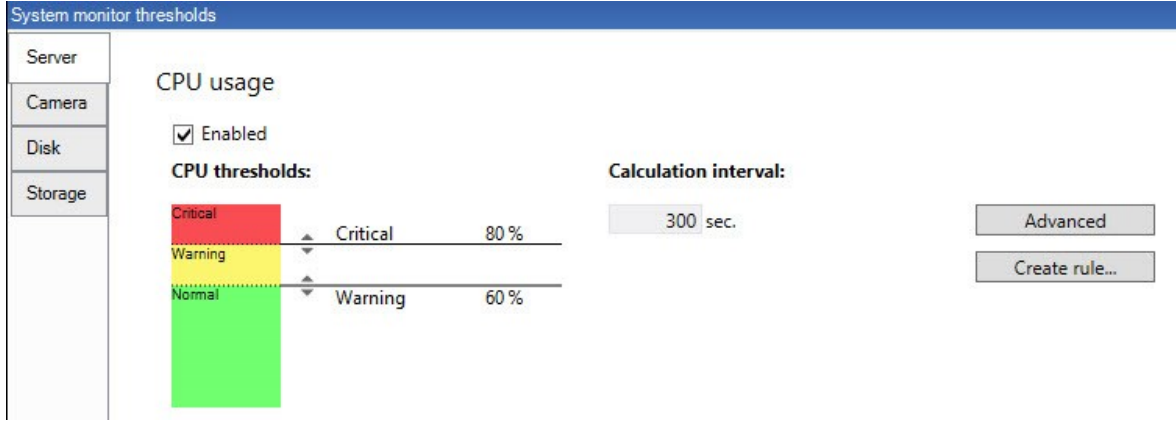 System monitor thresholds
Server
Camera
Disk
Storage
CPU usage
Enabled
CPU thresholds:
Critical
Warning
Normal
Critical 80 %
Warning 60 %
Calculation interval:
300 sec.
Advanced
Create rule...